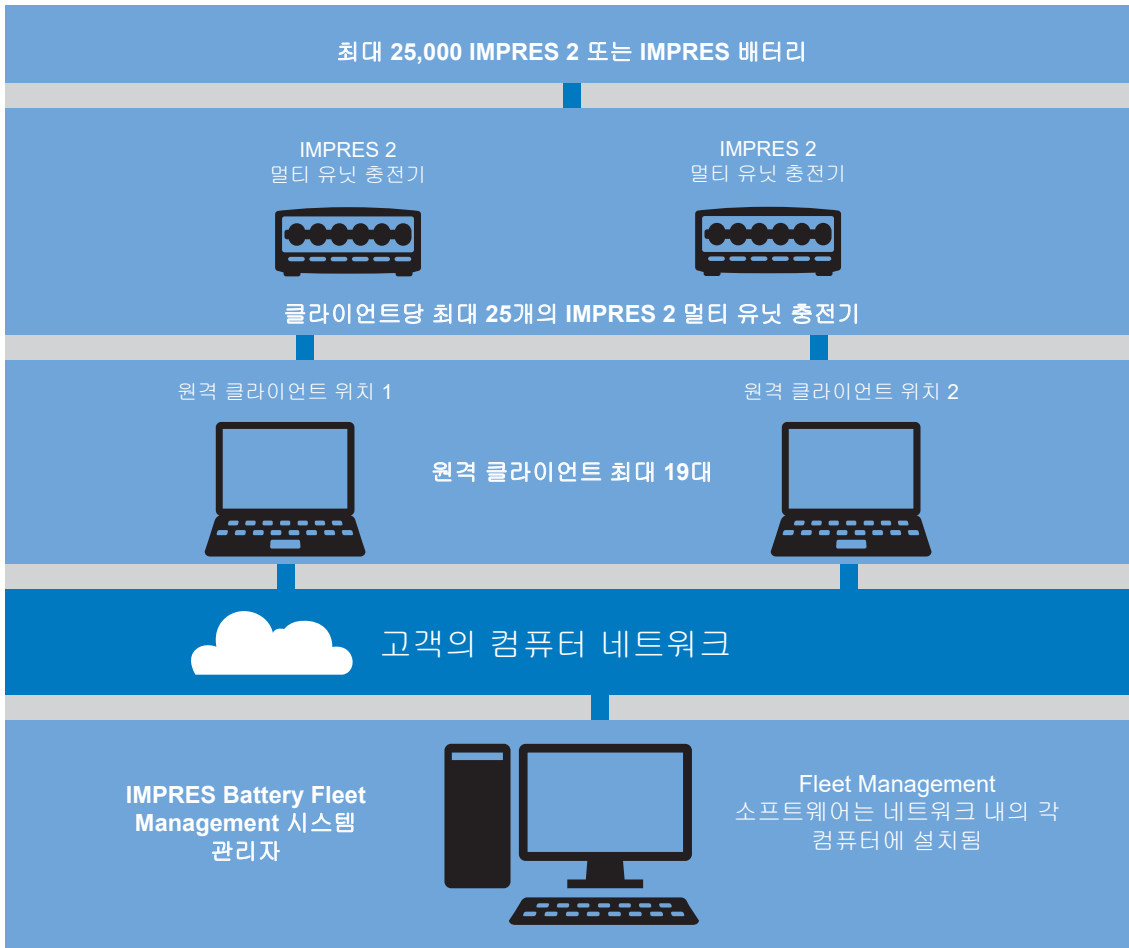 최대 25,000 IMPRES 2 또는 IMPRES 배터리
IMPRES 2
멀티 유닛 충전기
IMPRES 2
멀티 유닛 충전기
클라이언트당 최대 25개의 IMPRES 2 멀티 유닛 충전기
원격 클라이언트 위치 1
원격 클라이언트 위치 2
원격 클라이언트 최대 19대
고객의 컴퓨터 네트워크
IMPRES Battery Fleet
Management 시스템
관리자
Fleet Management
소프트웨어는 네트워크 내의 각
컴퓨터에 설치됨